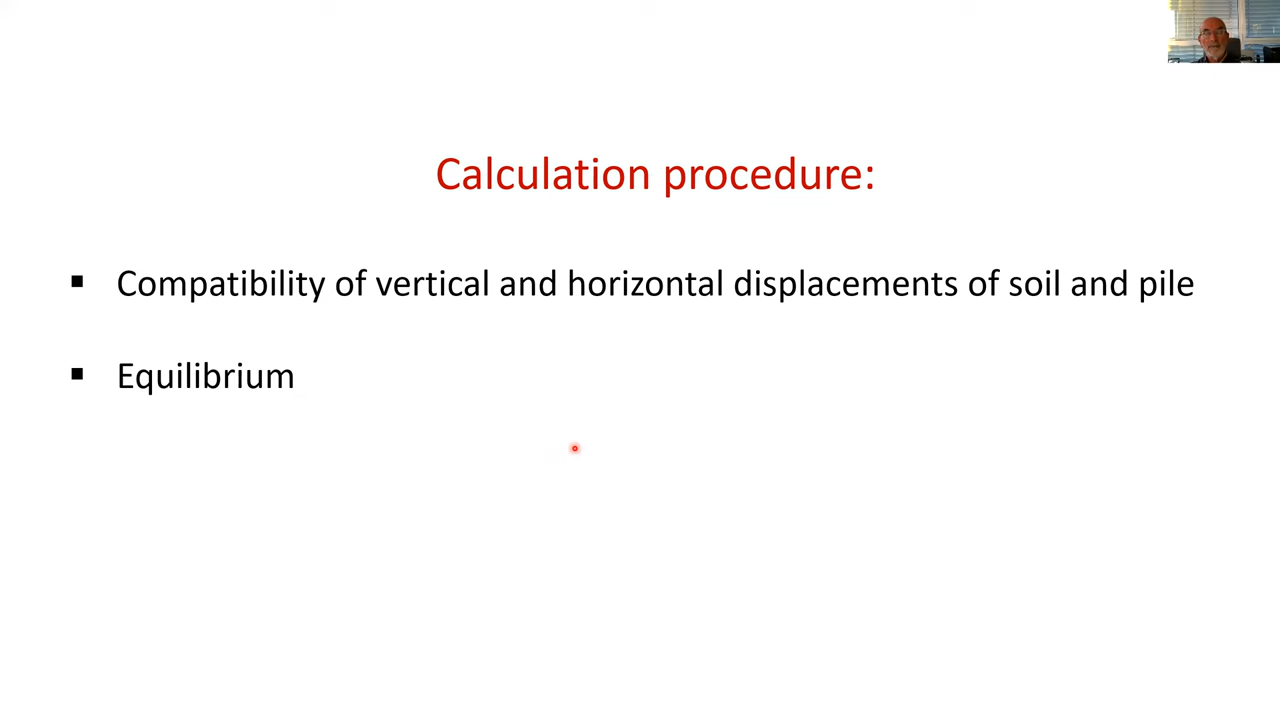 Calculation procedure:
▪ Compatibility of vertical and horizontal displacements of soil and pile
▪ Equilibrium